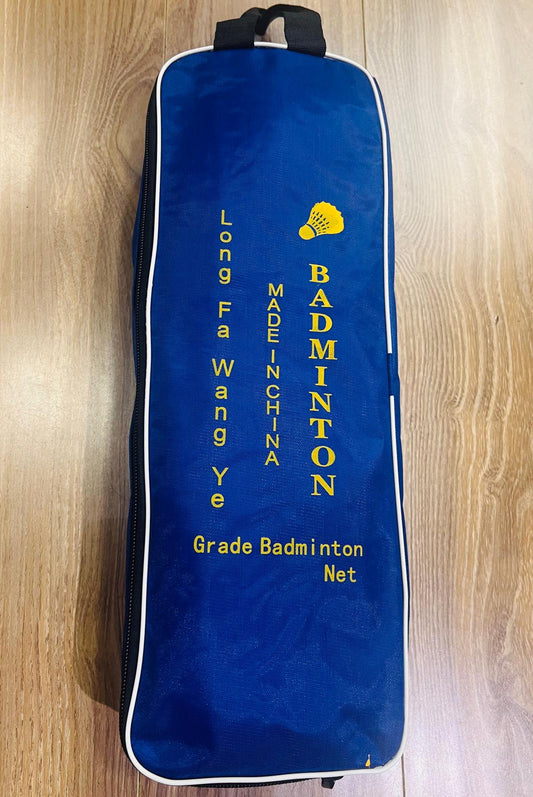 BADMINTON
MADE IN CHINA
Long Fa Wang Ye
Grade Badminton
Net